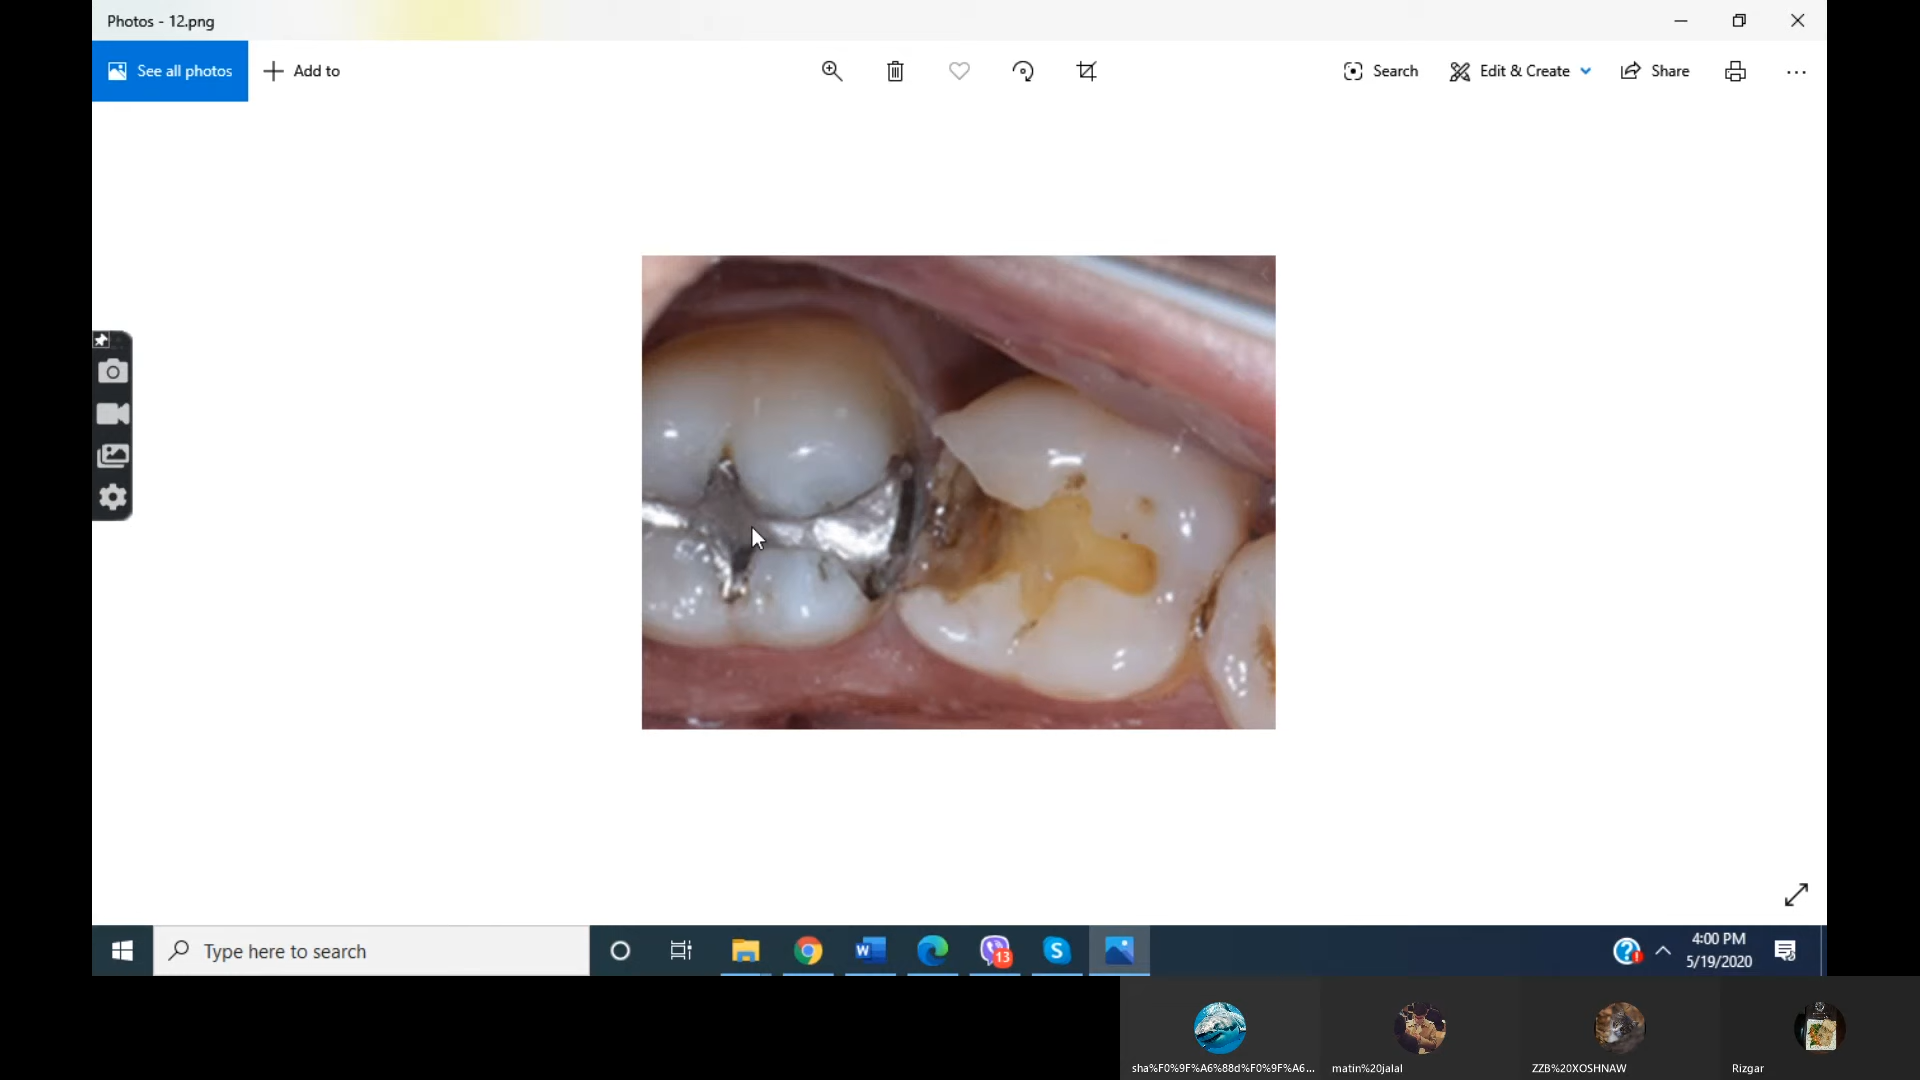 Photos - 12.png
See all photos
Add to
Search
Edit & Create
Share
Type here to search
W
13
S
4:00 PM
5/19/2020
sha%F0%9F%A6%88d%F0%9F%A6...
matin%20jalal
ZZB%20XOSHNAW
Rizgar